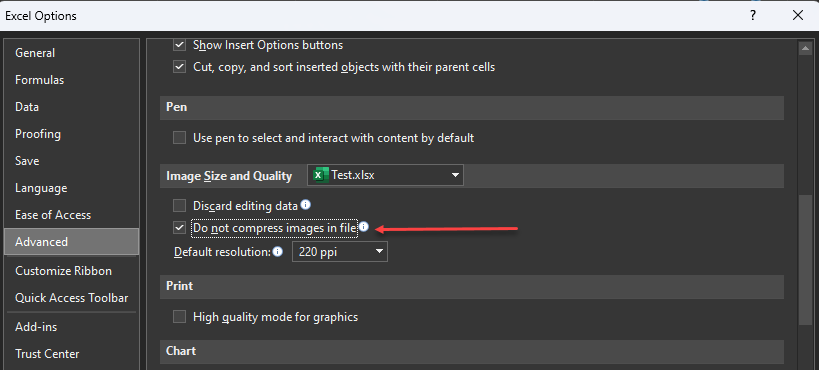 Excel Options
General
Formulas
Data
Proofing
Save
Language
Ease of Access
Advanced
Customize Ribbon
Quick Access Toolbar
Add-ins
Trust Center
Show Insert Options buttons
Cut, copy, and sort inserted objects with their parent cells
Pen
Use pen to select and interact with content by default
Image Size and Quality Test.xlsx
Discard editing data
Do not compress images in file
Default resolution: 220 ppi
Print
High quality mode for graphics
Chart